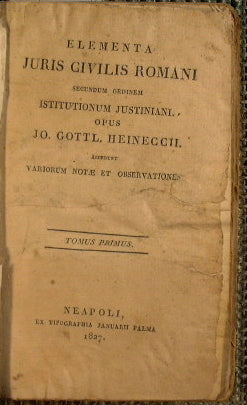 ELEMENTA
JURIS CIVILIS ROMANI
SECUNDUM ORDINEM
ISTITUTIONUM JUSTINIANI.
OPUS
JO. GOTTL. HEINECCII.
ACCEDUNT
VARIORUM NOTÆ ET OBSERVATIONES
TOMUS PRIMUS.
NEAPOLI,
EX TIPOGRAPHIA JANUARII PALMA
1827.